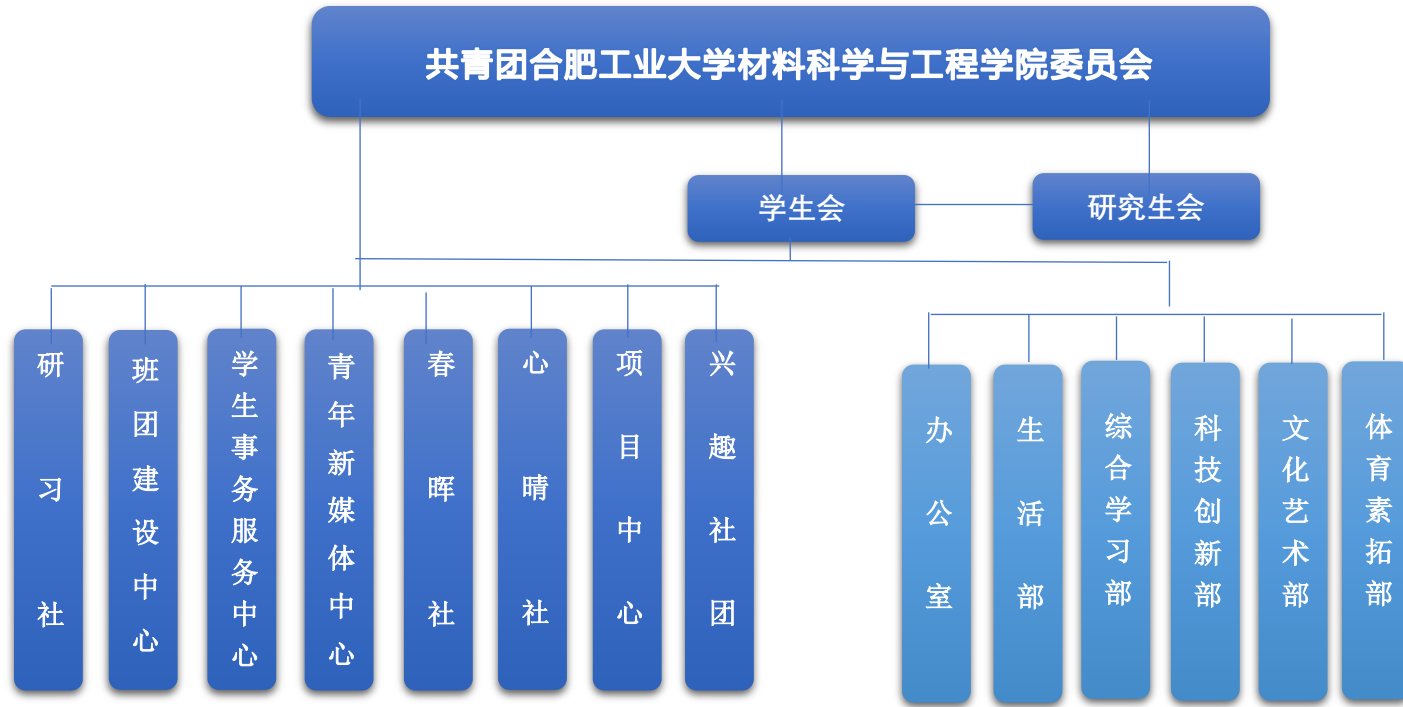 共青团合肥工业大学材料科学与工程学院委员会
学生会
研究生会
研习社
班团建设中心
学生事务服务中心
青年新媒体中心
春晖社
心晴社
项目中心
兴趣社团
办公室
生活部
综合学习部
科技创新部
文化艺术部
体育素拓部